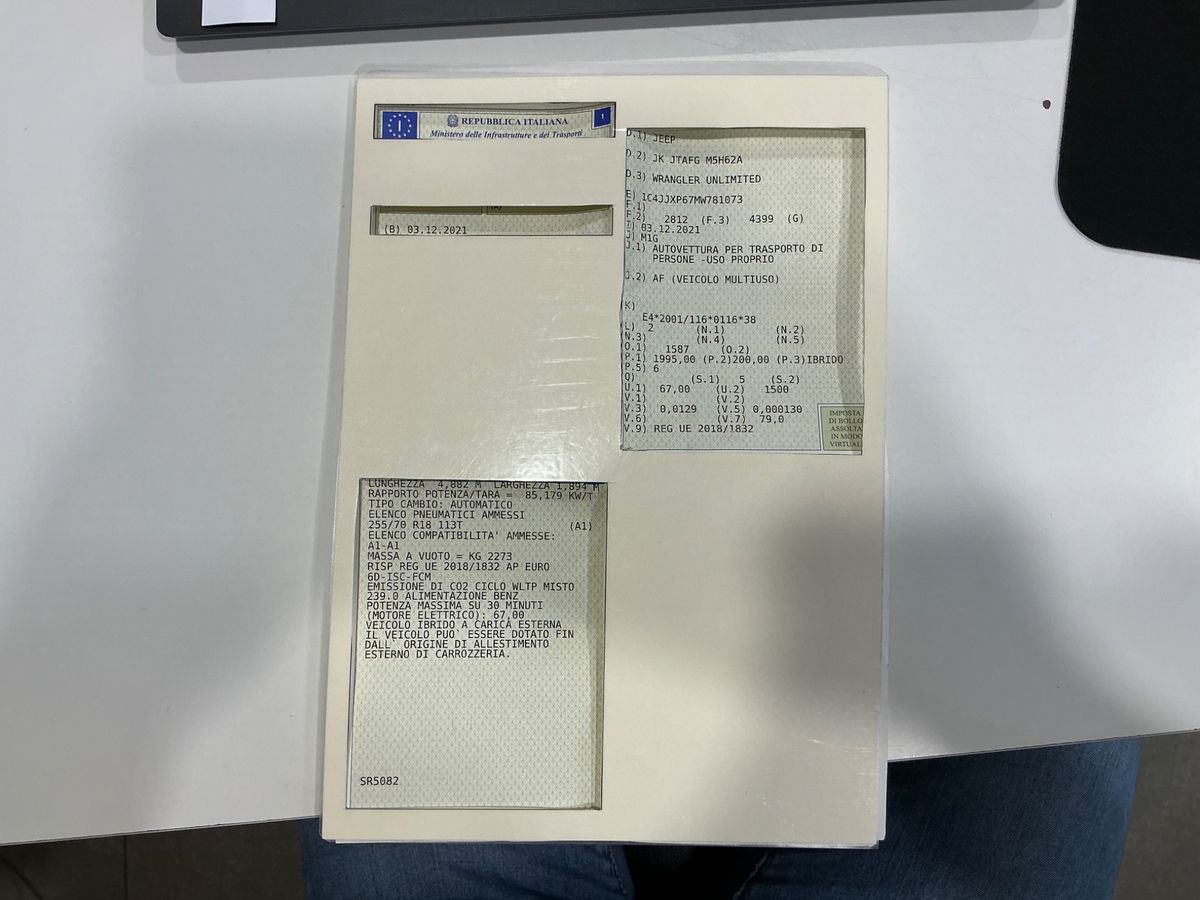 REPUBBLICA ITALIANA
1
Ministero delle Infrastrutture e dei Trasporti
I
(A)
(B) 03.12.2021
D.1) JEEP
D.2) JK JTAFG M5H62A
D.3) WRANGLER UNLIMITED
E) 1C4JJXP67MW781073
F.1)
F.2) 2812 (F.3) 4399 (G)
I) 03.12.2021
J) M1G
J.1) AUTOVETTURA PER TRASPORTO DI
PERSONE -USO PROPRIO
J.2) AF (VEICOLO MULTIUSO)
(K)
E4*2001/116*0116*38
(L) 2 (N.1) (N.2)
(N.3) (N.4) (N.5)
(O.1) 1587 (O.2)
(P.1) 1995,00 (P.2)200,00 (P.3)IBRIDO
(P.5) 6
Q) (S.1) 5 (S.2)
U.1) 67,00 (U.2) 1500
V.1) (V.2)
V.3) 0,0129 (V.5) 0,000130
V.6) (V.7) 79,0
V.9) REG UE 2018/1832
IMPOSTA
DI BOLLO
ASSOLTA
IN MODO
VIRTUAL
LUNGHEZZA 4,882 M LARGHEZZA 1,894 M
RAPPORTO POTENZA/TARA = 85,179 KW/T
TIPO CAMBIO: AUTOMATICO
ELENCO PNEUMATICI AMMESSI
255/70 R18 113T (A1)
ELENCO COMPATIBILITA' AMMESSE:
A1-A1
MASSA A VUOTO = KG 2273
RISP REG UE 2018/1832 AP EURO
6D-ISC-FCM
EMISSIONE DI CO2 CICLO WLTP MISTO
239.0 ALIMENTAZIONE BENZ
POTENZA MASSIMA SU 30 MINUTI
(MOTORE ELETTRICO): 67,00
VEICOLO IBRIDO A CARICA ESTERNA
IL VEICOLO PUO` ESSERE DOTATO FIN
DALL` ORIGINE DI ALLESTIMENTO
ESTERNO DI CARROZZERIA.
SR5082